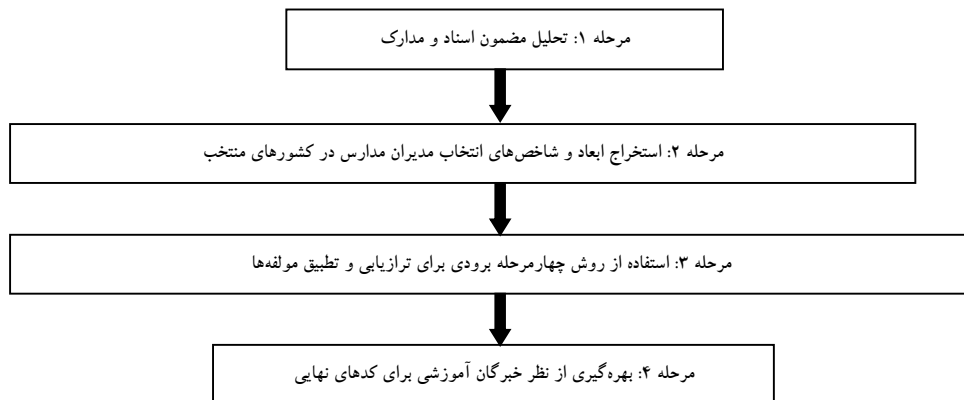 مرحله ۱: تحلیل مضمون اسناد و مدارک
مرحله ۲: استخراج ابعاد و شاخص‌های انتخاب مدیران مدارس در کشورهای منتخب
مرحله ۳: استفاده از روش چهارمرحله برودی برای ترازیابی و تطبیق مولفه‌ها
مرحله ۴: بهره‌گیری از نظر خبرگان آموزشی برای کدهای نهایی